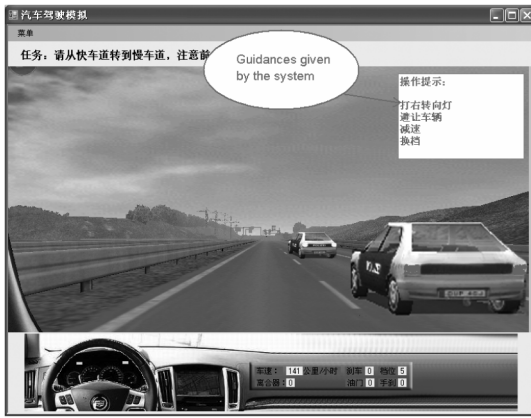 汽车驾驶模拟
菜单
任务：请从快车道转到慢车道，注意前
Guidances given
by the system
操作提示：
打右转向灯
避让车辆
减速
换档
车速： 141 公里/小时 刹车 0 档位 5
离合器：0 油门 0 手刹 0